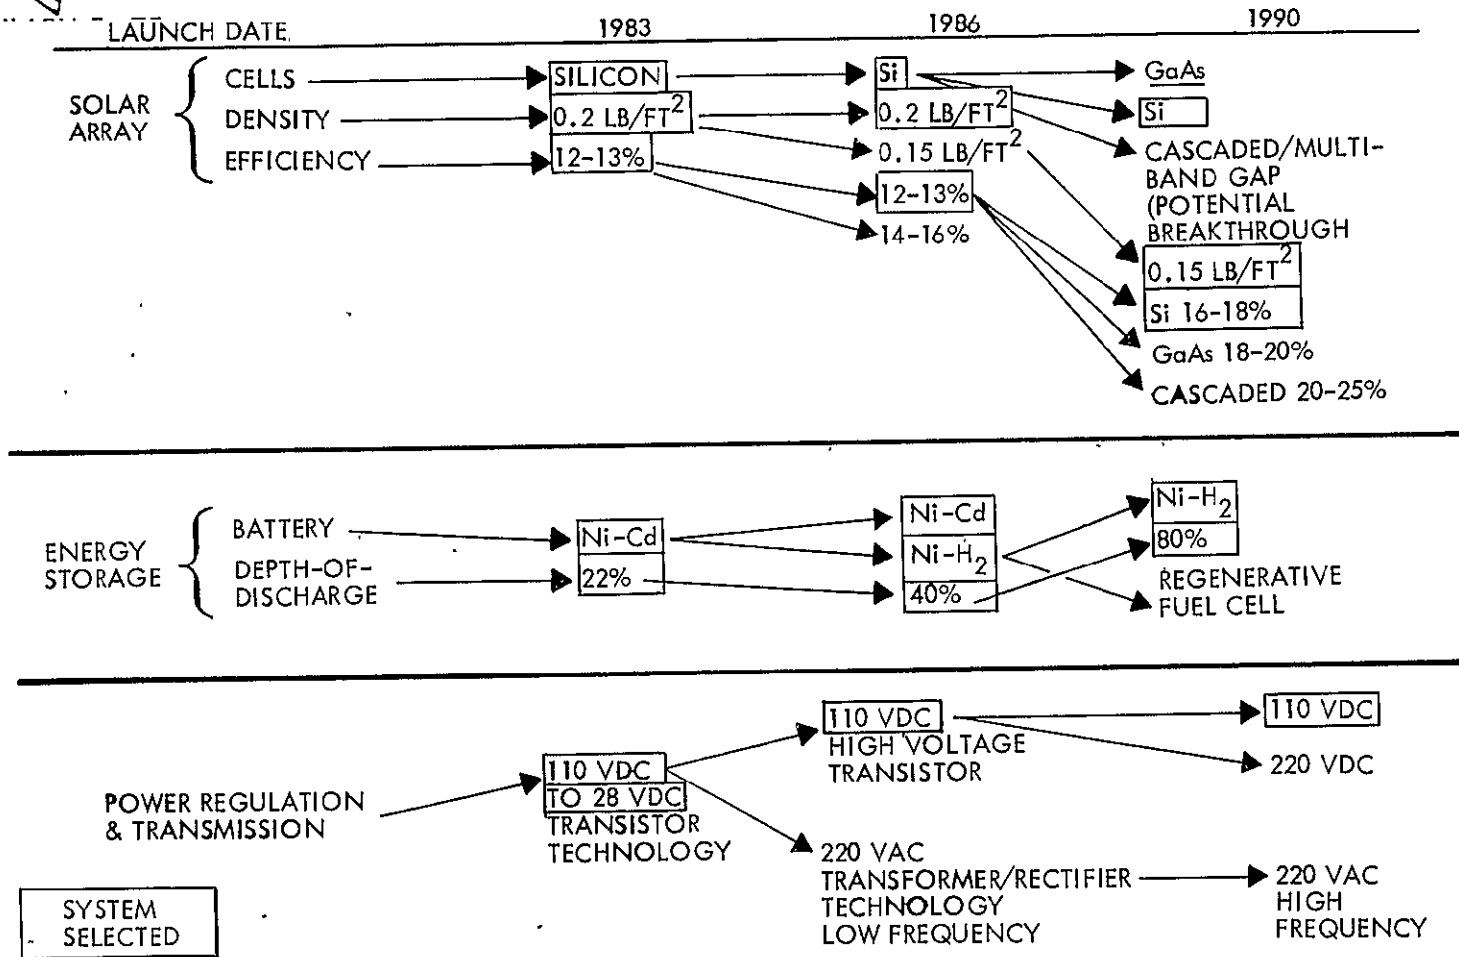 LAUNCH DATE 1983 1986 1990
SOLAR
ARRAY
CELLS
DENSITY
EFFICIENCY
SILICON
0.2 LB/FT²
12-13%
Si
0.2 LB/FT²
0.15 LB/FT²
12-13%
14-16%
GaAs
Si
CASCADED/MULTI-
BAND GAP
(POTENTIAL
BREAKTHROUGH
0.15 LB/FT²
Si 16-18%
GaAs 18-20%
CASCADED 20-25%
ENERGY
STORAGE
BATTERY
DEPTH-OF-
DISCHARGE
Ni-Cd
22%
Ni-Cd
Ni-H₂
40%
Ni-H₂
80%
REGENERATIVE
FUEL CELL
POWER REGULATION
& TRANSMISSION
110 VDC
TO 28 VDC
TRANSISTOR
TECHNOLOGY
110 VDC
HIGH VOLTAGE
TRANSISTOR
220 VAC
TRANSFORMER/RECTIFIER
TECHNOLOGY
LOW FREQUENCY
110 VDC
220 VDC
220 VAC
HIGH
FREQUENCY
SYSTEM
SELECTED